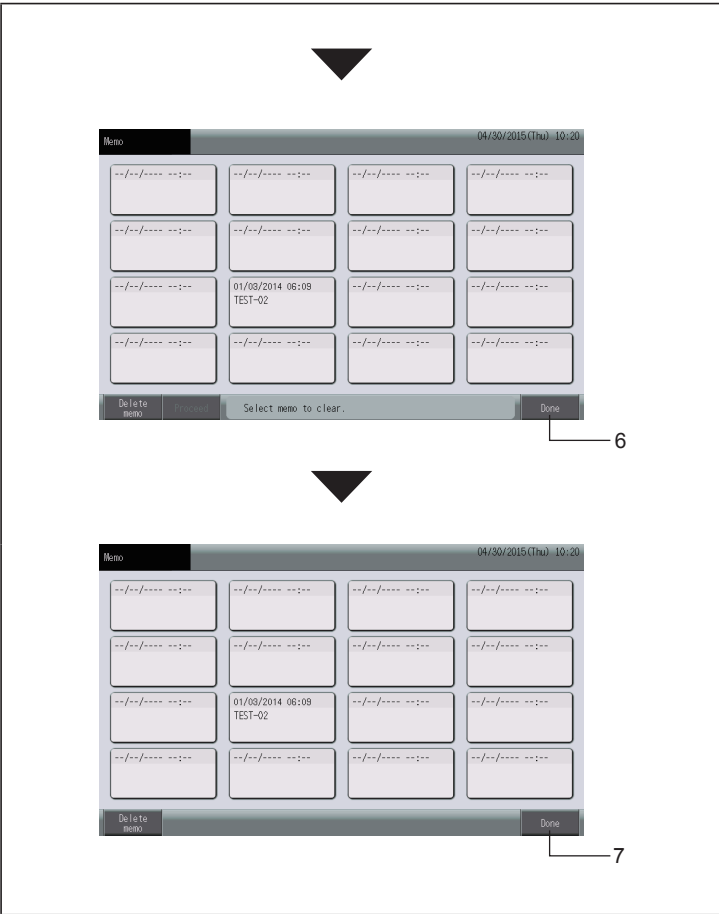 Memo
04/30/2015(Thu) 10:20
--/--/---- --:-- --/--/---- --:-- --/--/---- --:-- --/--/---- --:--
--/--/---- --:-- --/--/---- --:-- --/--/---- --:-- --/--/---- --:--
--/--/---- --:-- 01/03/2014 06:09 --/--/---- --:-- --/--/---- --:--
TEST-02
--/--/---- --:-- --/--/---- --:-- --/--/---- --:-- --/--/---- --:--
Delete
memo
Proceed
Select memo to clear.
Done
6
Memo
04/30/2015(Thu) 10:20
--/--/---- --:-- --/--/---- --:-- --/--/---- --:-- --/--/---- --:--
--/--/---- --:-- --/--/---- --:-- --/--/---- --:-- --/--/---- --:--
--/--/---- --:-- 01/03/2014 06:09 --/--/---- --:-- --/--/---- --:--
TEST-02
--/--/---- --:-- --/--/---- --:-- --/--/---- --:-- --/--/---- --:--
Delete
memo
Done
7